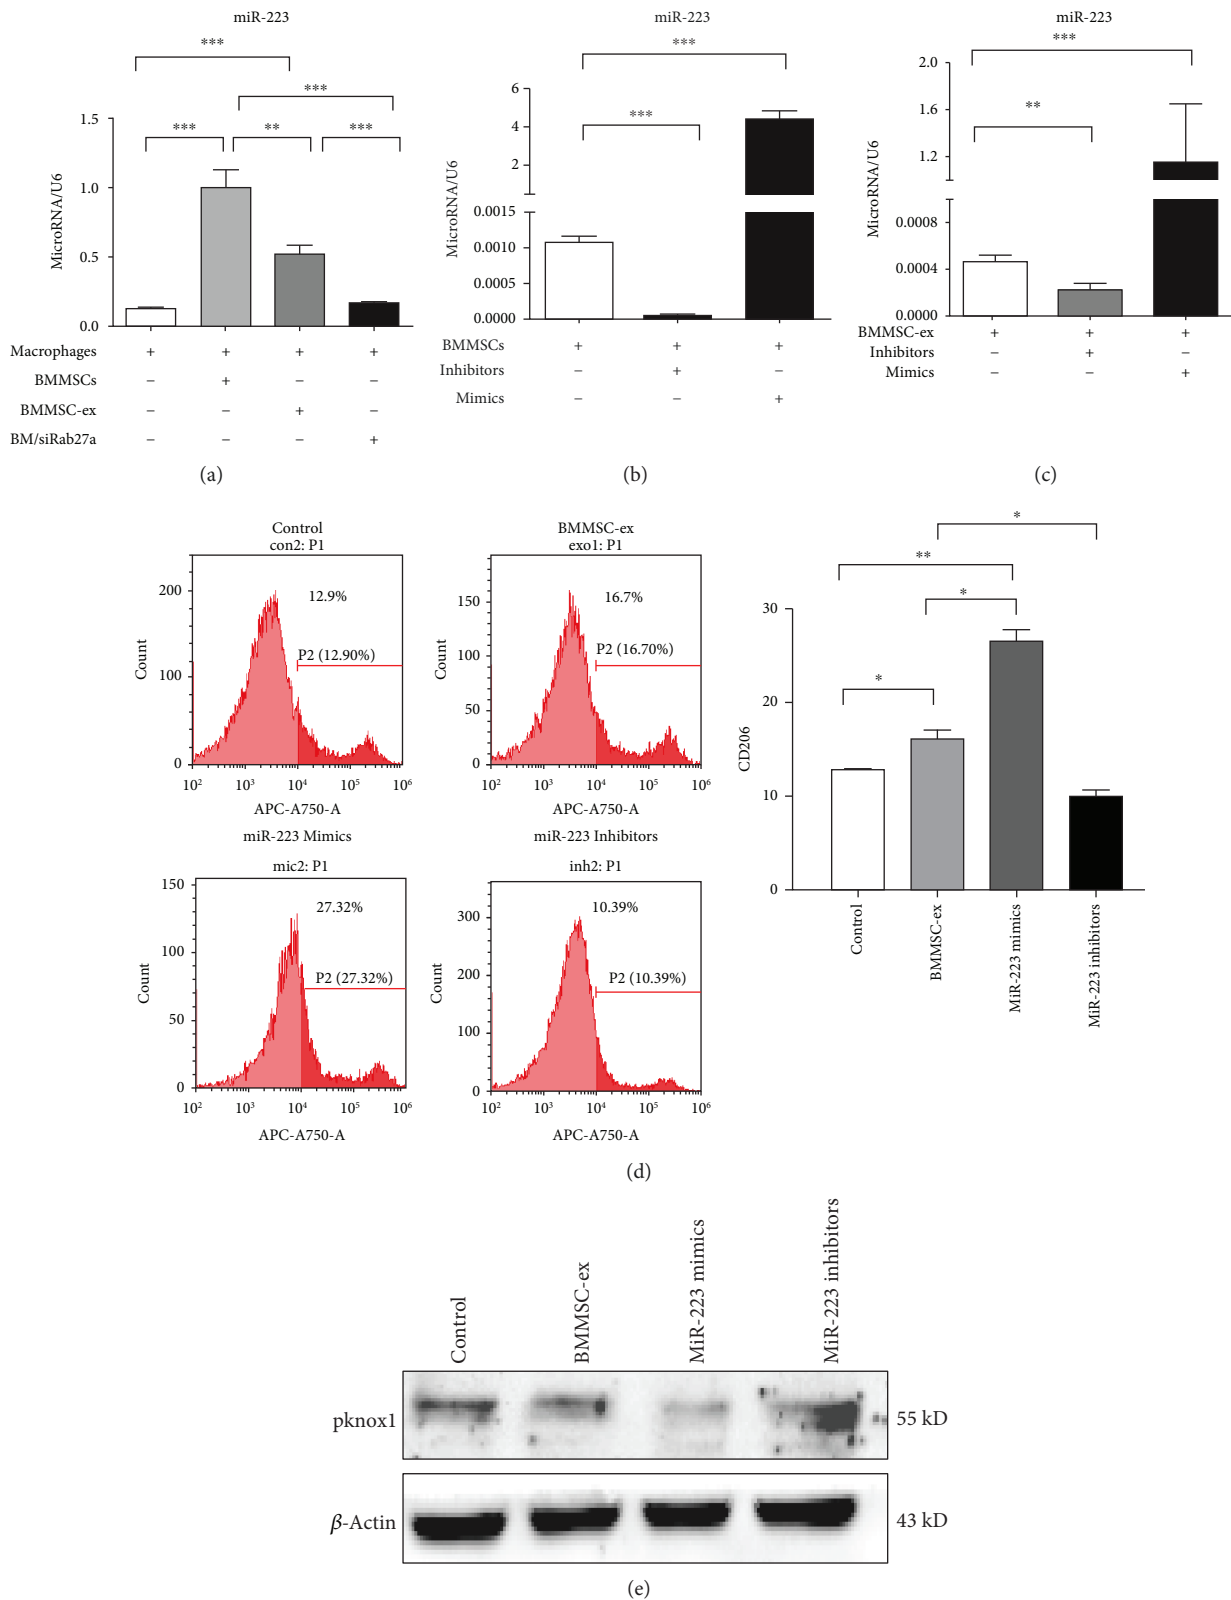 miR-223
***
***
*** ** ***
MicroRNA/U6
1.5
1.0
0.5
0.0
Macrophages + + + +
BMMSCs – + – –
BMMSC-ex – – + –
BM/siRab27a – – – +
(a)
miR-223
***
***
MicroRNA/U6
6
4
2
0.0015
0.0010
0.0005
0.0000
BMMSCs + + +
Inhibitors – + –
Mimics – – +
(b)
miR-223
***
**
MicroRNA/U6
2.0
1.6
1.2
0.0008
0.0004
0.0000
BMMSC-ex + + +
Inhibitors – + –
Mimics – – +
(c)
Control
con2: P1
12.9%
P2 (12.90%)
Count
200
100
0
10² 10³ 10⁴ 10⁵ 10⁶
APC-A750-A
BMMSC-ex
exo1: P1
16.7%
P2 (16.70%)
Count
150
100
50
0
10² 10³ 10⁴ 10⁵ 10⁶
APC-A750-A
miR-223 Mimics
mic2: P1
27.32%
P2 (27.32%)
Count
150
100
50
0
10² 10³ 10⁴ 10⁵ 10⁶
APC-A750-A
miR-223 Inhibitors
inh2: P1
10.39%
P2 (10.39%)
Count
300
200
100
0
10² 10³ 10⁴ 10⁵ 10⁶
APC-A750-A
*
**
*
*
CD206
30
20
10
0
Control
BMMSC-ex
MiR-223 mimics
MiR-223 inhibitors
(d)
Control
BMMSC-ex
MiR-223 mimics
MiR-223 inhibitors
pknox1 55 kD
β-Actin 43 kD
(e)